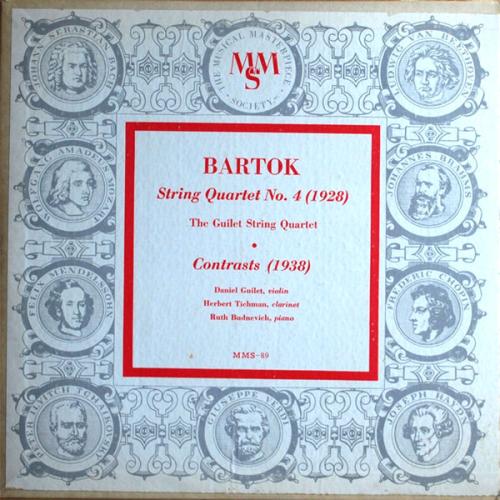 JOHAN SEBASTIAN BACH
THE MUSICAL MASTERPIECE
MMS
SOCIETY
LUDWIG VAN BEETHOVEN
WOLFGANG AMADEUS MOZART
JOHANNES BRAHMS
BARTOK
String Quartet No. 4 (1928)
The Guilet String Quartet
•
Contrasts (1938)
Daniel Guilet, violin
Herbert Tichman, clarinet
Ruth Budnevich, piano
MMS-89
FELIX MENDELSSOHN
FREDERIC CHOPIN
PETER ILJITCH TCHAIKOVSKY
GIUSEPPE VERDI
JOSEPH HAYDN